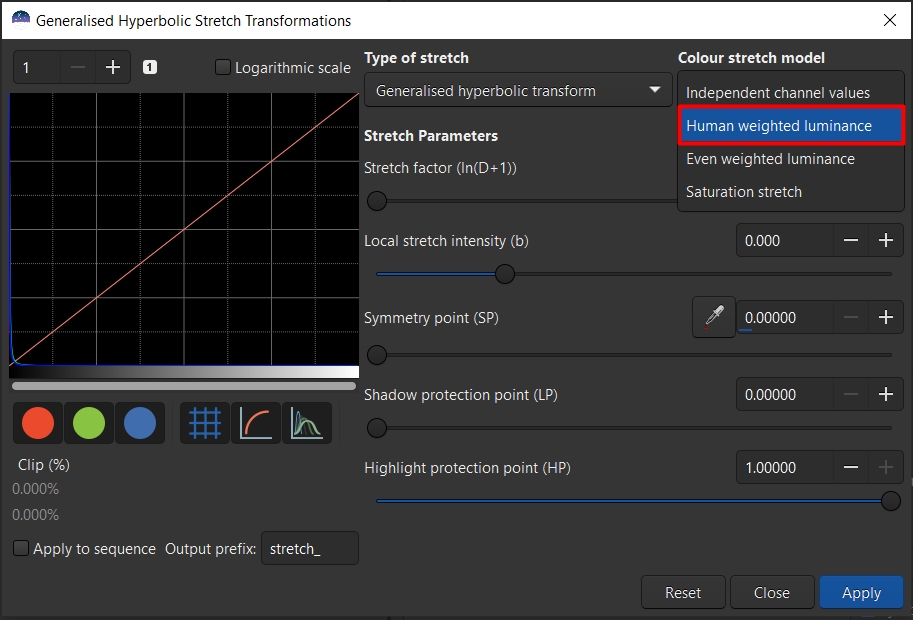 Generalised Hyperbolic Stretch Transformations
1
1
Logarithmic scale
Type of stretch
Generalised hyperbolic transform
Colour stretch model
Independent channel values
Human weighted luminance
Even weighted luminance
Saturation stretch
Stretch Parameters
Stretch factor (ln(D+1))
Local stretch intensity (b)
0.000
Symmetry point (SP)
0.00000
Shadow protection point (LP)
0.00000
Highlight protection point (HP)
1.00000
Clip (%)
0.000%
0.000%
Apply to sequence
Output prefix:
stretch_
Reset
Close
Apply